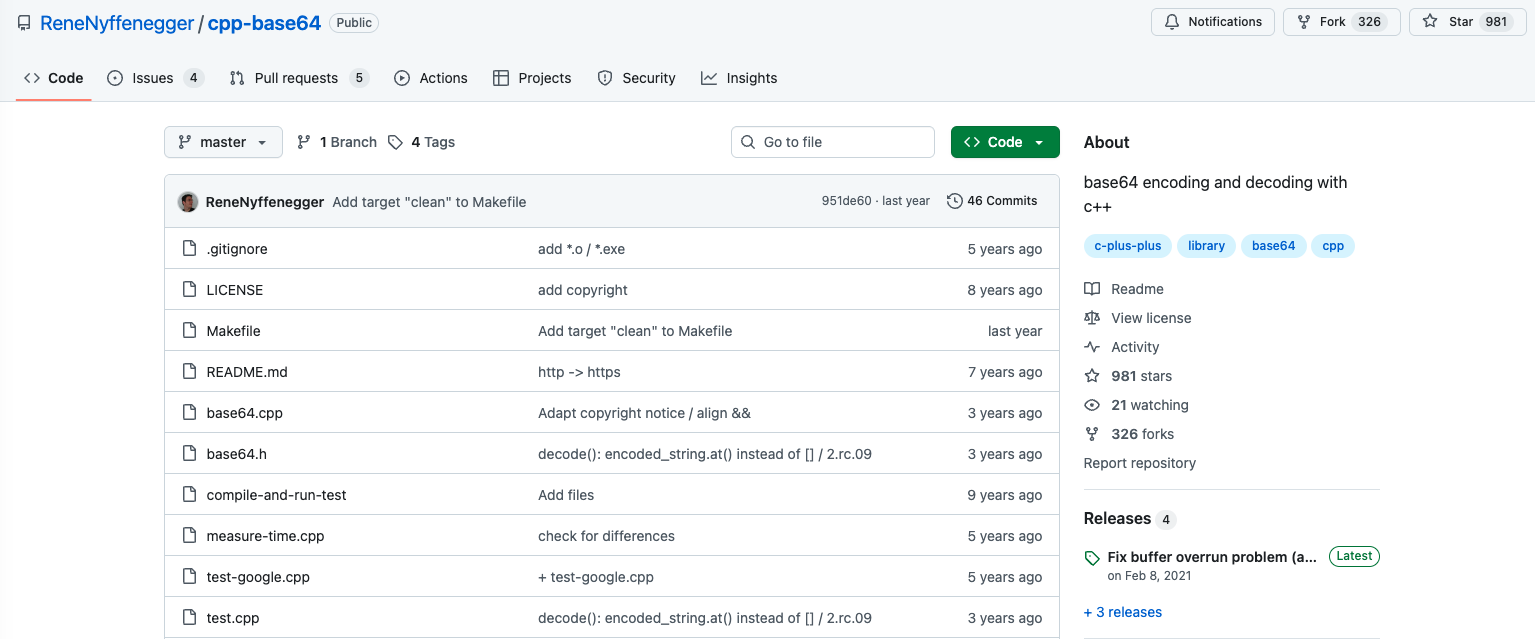 ReneNyffenegger / cpp-base64 Public
Notifications Fork 326 Star 981
Code Issues 4 Pull requests 5 Actions Projects Security Insights
master 1 Branch 4 Tags Go to file Code
ReneNyffenegger Add target "clean" to Makefile 951de60 · last year 46 Commits
.gitignore add *.o / *.exe 5 years ago
LICENSE add copyright 8 years ago
Makefile Add target "clean" to Makefile last year
README.md http -> https 7 years ago
base64.cpp Adapt copyright notice / align && 3 years ago
base64.h decode(): encoded_string.at() instead of [] / 2.rc.09 3 years ago
compile-and-run-test Add files 9 years ago
measure-time.cpp check for differences 5 years ago
test-google.cpp + test-google.cpp 5 years ago
test.cpp decode(): encoded_string.at() instead of [] / 2.rc.09 3 years ago
About
base64 encoding and decoding with
c++
c-plus-plus library base64 cpp
Readme
View license
Activity
981 stars
21 watching
326 forks
Report repository
Releases 4
Fix buffer overrun problem (a... Latest
on Feb 8, 2021
+ 3 releases